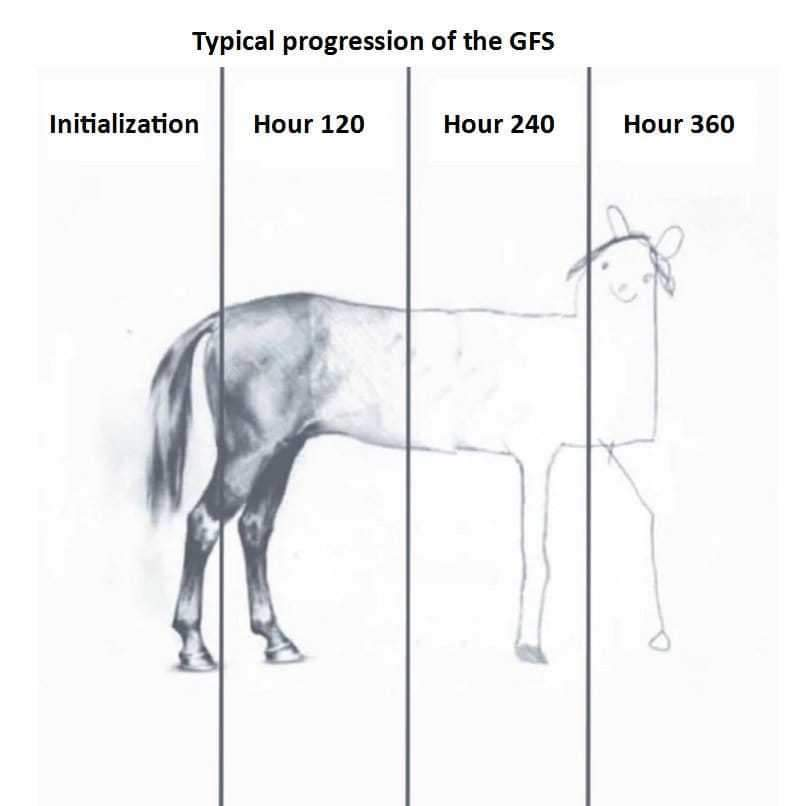 Typical progression of the GFS
Initialization
Hour 120
Hour 240
Hour 360